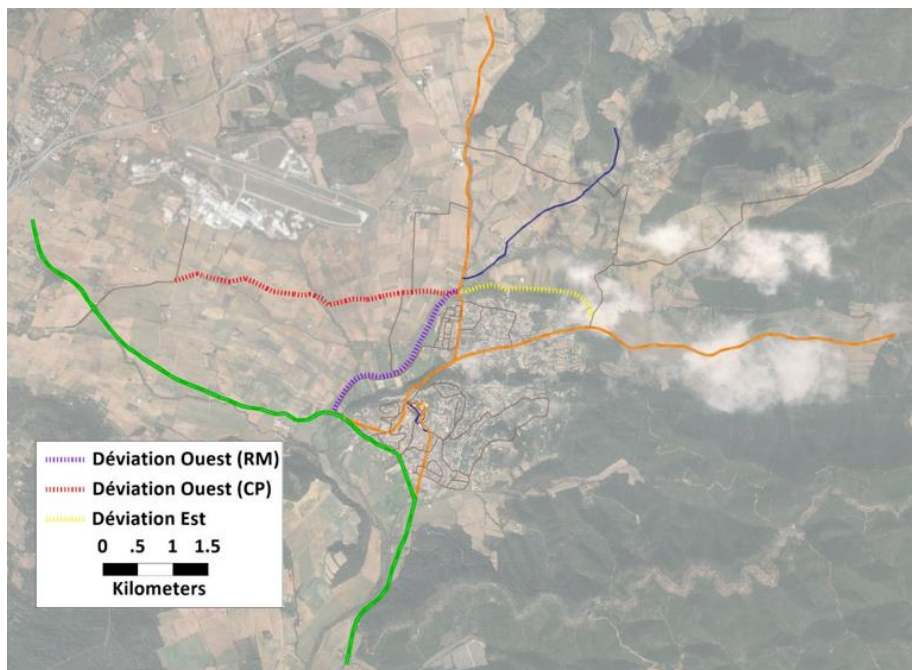 Déviation Ouest (RM)
Déviation Ouest (CP)
Déviation Est
0 .5 1 1.5
Kilometers